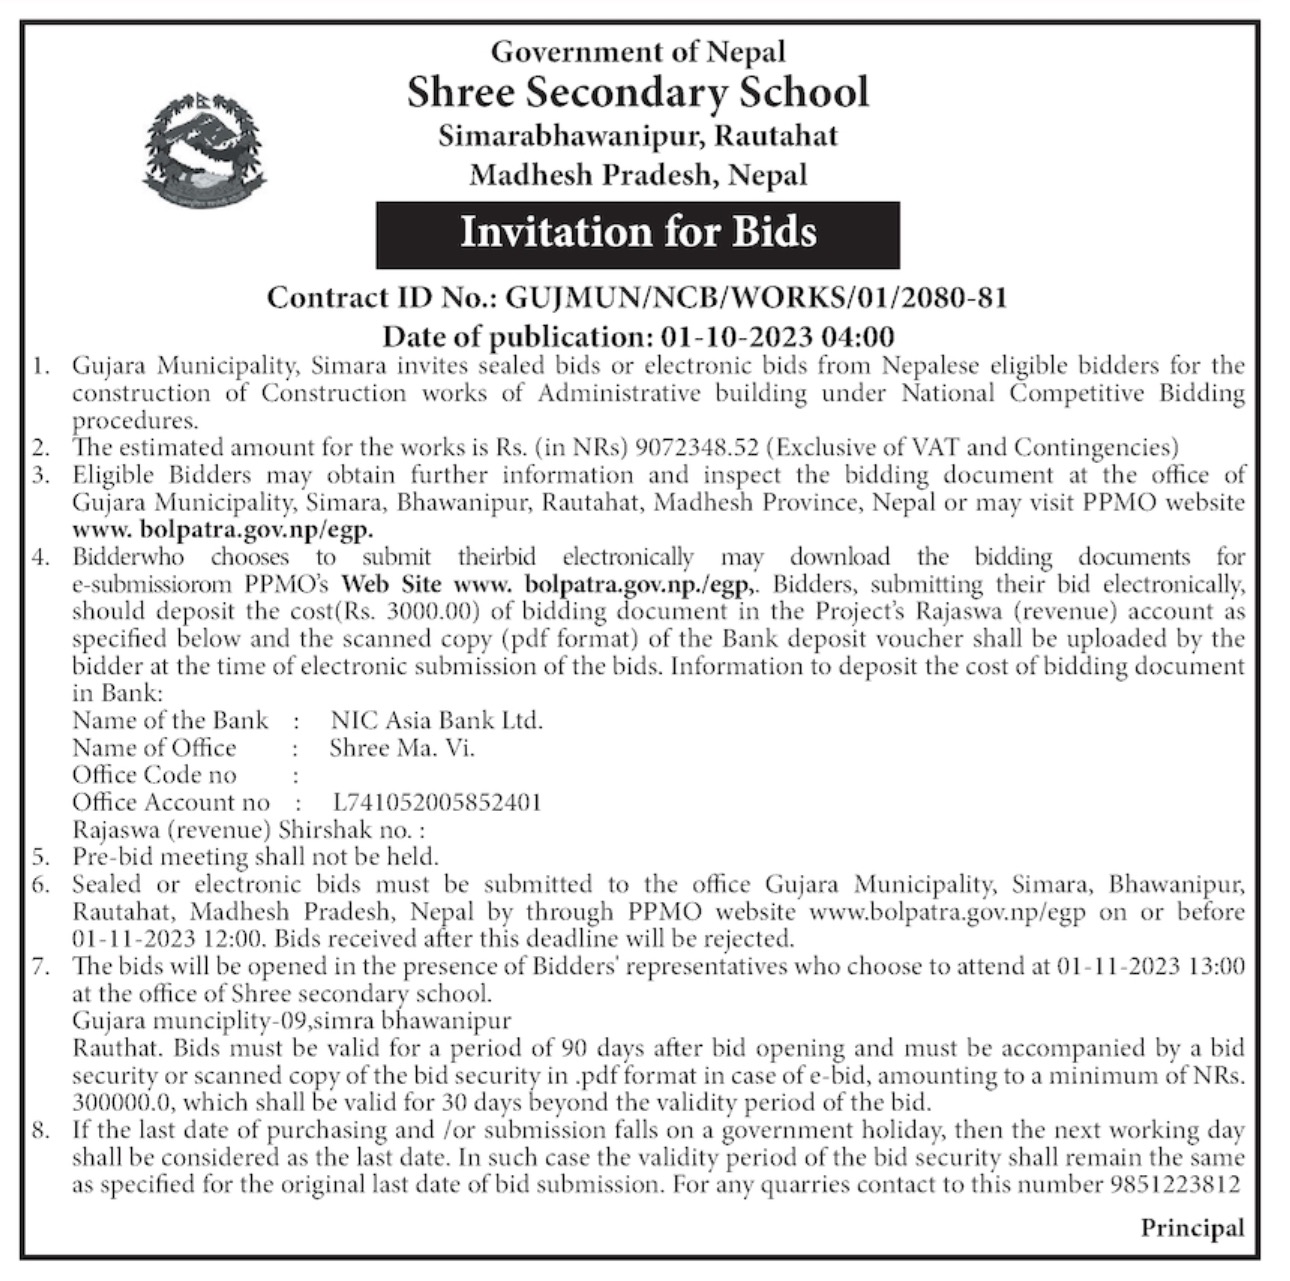 Government of Nepal
Shree Secondary School
Simarabhawanipur, Rautahat
Madhesh Pradesh, Nepal
Invitation for Bids
Contract ID No.: GUJMUN/NCB/WORKS/01/2080-81
Date of publication: 01-10-2023 04:00
1. Gujara Municipality, Simara invites sealed bids or electronic bids from Nepalese eligible bidders for the
construction of Construction works of Administrative building under National Competitive Bidding
procedures.
2. The estimated amount for the works is Rs. (in NRs) 9072348.52 (Exclusive of VAT and Contingencies)
3. Eligible Bidders may obtain further information and inspect the bidding document at the office of
Gujara Municipality, Simara, Bhawanipur, Rautahat, Madhesh Province, Nepal or may visit PPMO website
www. bolpatra.gov.np/egp.
4. Bidderwho chooses to submit theirbid electronically may download the bidding documents for
e-submissiorom PPMO's Web Site www. bolpatra.gov.np./egp,. Bidders, submitting their bid electronically,
should deposit the cost(Rs. 3000.00) of bidding document in the Project's Rajaswa (revenue) account as
specified below and the scanned copy (pdf format) of the Bank deposit voucher shall be uploaded by the
bidder at the time of electronic submission of the bids. Information to deposit the cost of bidding document
in Bank:
Name of the Bank : NIC Asia Bank Ltd.
Name of Office : Shree Ma. Vi.
Office Code no :
Office Account no : L741052005852401
Rajaswa (revenue) Shirshak no. :
5. Pre-bid meeting shall not be held.
6. Sealed or electronic bids must be submitted to the office Gujara Municipality, Simara, Bhawanipur,
Rautahat, Madhesh Pradesh, Nepal by through PPMO website www.bolpatra.gov.np/egp on or before
01-11-2023 12:00. Bids received after this deadline will be rejected.
7. The bids will be opened in the presence of Bidders' representatives who choose to attend at 01-11-2023 13:00
at the office of Shree secondary school.
Gujara munciplity-09,simra bhawanipur
Rauthat. Bids must be valid for a period of 90 days after bid opening and must be accompanied by a bid
security or scanned copy of the bid security in .pdf format in case of e-bid, amounting to a minimum of NRs.
300000.0, which shall be valid for 30 days beyond the validity period of the bid.
8. If the last date of purchasing and /or submission falls on a government holiday, then the next working day
shall be considered as the last date. In such case the validity period of the bid security shall remain the same
as specified for the original last date of bid submission. For any quarries contact to this number 9851223812
Principal